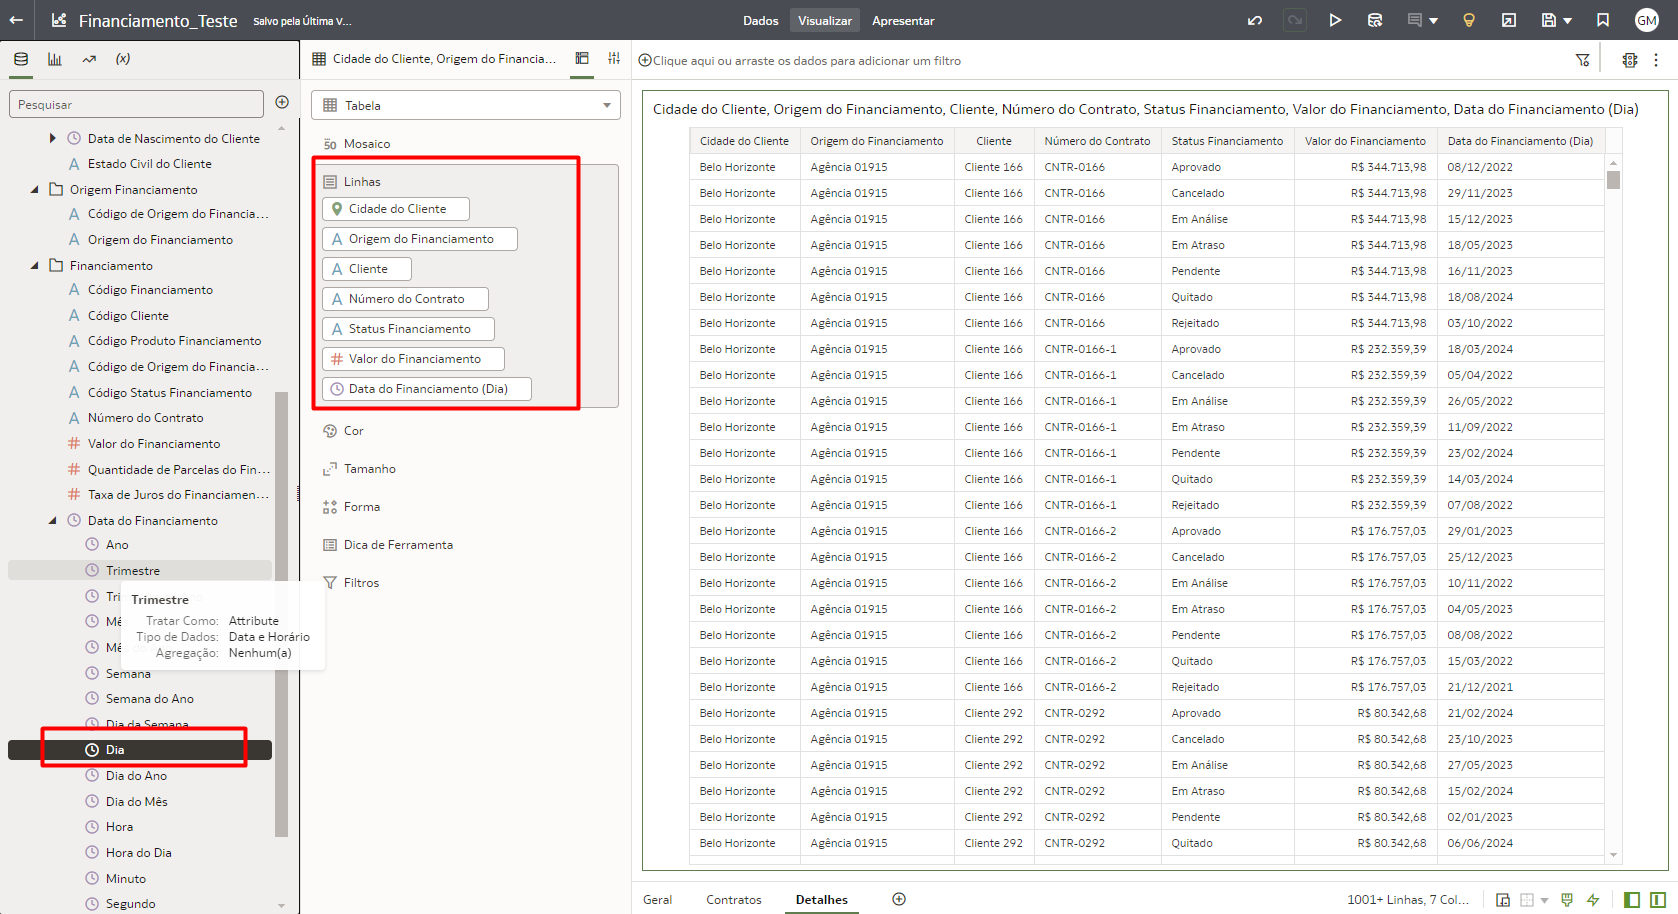 Financiamento_Teste
Salvo pela Última V...
Dados
Visualizar
Apresentar
GM
(x)
Cidade do Cliente, Origem do Financia...
Clique aqui ou arraste os dados para adicionar um filtro
Pesquisar
Data de Nascimento do Cliente
Estado Civil do Cliente
Origem Financiamento
Código de Origem do Financia...
Origem do Financiamento
Financiamento
Código Financiamento
Código Cliente
Código Produto Financiamento
Código de Origem do Financia...
Código Status Financiamento
Número do Contrato
Valor do Financiamento
Quantidade de Parcelas do Fin...
Taxa de Juros do Financiamen...
Data do Financiamento
Ano
Trimestre
Tri
Mê
Mê
Semana
Semana do Ano
Dia da Semana
Dia
Dia do Ano
Dia do Mês
Hora
Hora do Dia
Minuto
Segundo
Trimestre
Tratar Como: Attribute
Tipo de Dados: Data e Horário
Agregação: Nenhum(a)
Tabela
50 Mosaico
Linhas
Cidade do Cliente
A Origem do Financiamento
A Cliente
A Número do Contrato
A Status Financiamento
# Valor do Financiamento
Data do Financiamento (Dia)
Cor
Tamanho
Forma
Dica de Ferramenta
Filtros
Cidade do Cliente, Origem do Financiamento, Cliente, Número do Contrato, Status Financiamento, Valor do Financiamento, Data do Financiamento (Dia)
Cidade do Cliente Origem do Financiamento Cliente Número do Contrato Status Financiamento Valor do Financiamento Data do Financiamento (Dia)
Belo Horizonte Agência 01915 Cliente 166 CNTR-0166 Aprovado R$ 344.713,98 08/12/2022
Belo Horizonte Agência 01915 Cliente 166 CNTR-0166 Cancelado R$ 344.713,98 29/11/2023
Belo Horizonte Agência 01915 Cliente 166 CNTR-0166 Em Análise R$ 344.713,98 15/12/2023
Belo Horizonte Agência 01915 Cliente 166 CNTR-0166 Em Atraso R$ 344.713,98 18/05/2023
Belo Horizonte Agência 01915 Cliente 166 CNTR-0166 Pendente R$ 344.713,98 16/11/2023
Belo Horizonte Agência 01915 Cliente 166 CNTR-0166 Quitado R$ 344.713,98 18/08/2024
Belo Horizonte Agência 01915 Cliente 166 CNTR-0166 Rejeitado R$ 344.713,98 03/10/2022
Belo Horizonte Agência 01915 Cliente 166 CNTR-0166-1 Aprovado R$ 232.359,39 18/03/2024
Belo Horizonte Agência 01915 Cliente 166 CNTR-0166-1 Cancelado R$ 232.359,39 05/04/2022
Belo Horizonte Agência 01915 Cliente 166 CNTR-0166-1 Em Análise R$ 232.359,39 26/05/2022
Belo Horizonte Agência 01915 Cliente 166 CNTR-0166-1 Em Atraso R$ 232.359,39 11/09/2022
Belo Horizonte Agência 01915 Cliente 166 CNTR-0166-1 Pendente R$ 232.359,39 23/02/2024
Belo Horizonte Agência 01915 Cliente 166 CNTR-0166-1 Quitado R$ 232.359,39 14/03/2024
Belo Horizonte Agência 01915 Cliente 166 CNTR-0166-1 Rejeitado R$ 232.359,39 07/08/2022
Belo Horizonte Agência 01915 Cliente 166 CNTR-0166-2 Aprovado R$ 176.757,03 29/01/2023
Belo Horizonte Agência 01915 Cliente 166 CNTR-0166-2 Cancelado R$ 176.757,03 25/12/2023
Belo Horizonte Agência 01915 Cliente 166 CNTR-0166-2 Em Análise R$ 176.757,03 10/11/2022
Belo Horizonte Agência 01915 Cliente 166 CNTR-0166-2 Em Atraso R$ 176.757,03 04/05/2023
Belo Horizonte Agência 01915 Cliente 166 CNTR-0166-2 Pendente R$ 176.757,03 08/08/2022
Belo Horizonte Agência 01915 Cliente 166 CNTR-0166-2 Quitado R$ 176.757,03 15/03/2022
Belo Horizonte Agência 01915 Cliente 166 CNTR-0166-2 Rejeitado R$ 176.757,03 21/12/2021
Belo Horizonte Agência 01915 Cliente 292 CNTR-0292 Aprovado R$ 80.342,68 21/02/2024
Belo Horizonte Agência 01915 Cliente 292 CNTR-0292 Cancelado R$ 80.342,68 23/10/2023
Belo Horizonte Agência 01915 Cliente 292 CNTR-0292 Em Análise R$ 80.342,68 27/05/2023
Belo Horizonte Agência 01915 Cliente 292 CNTR-0292 Em Atraso R$ 80.342,68 15/02/2024
Belo Horizonte Agência 01915 Cliente 292 CNTR-0292 Pendente R$ 80.342,68 02/01/2023
Belo Horizonte Agência 01915 Cliente 292 CNTR-0292 Quitado R$ 80.342,68 06/06/2024
Geral
Contratos
Detalhes
1001+ Linhas, 7 Col...